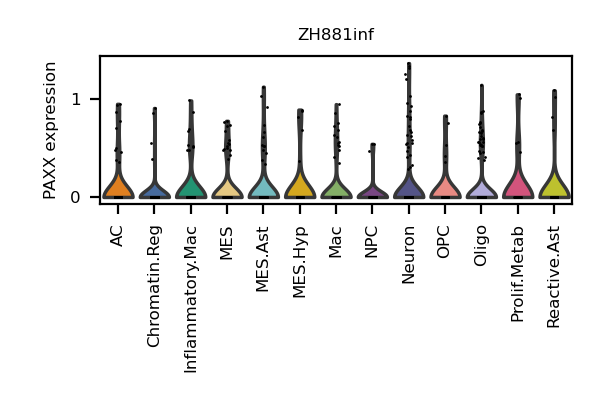 ZH881inf
PAXX expression
1
0
AC
Chromatin.Reg
Inflammatory.Mac
MES
MES.Ast
MES.Hyp
Mac
NPC
Neuron
OPC
Oligo
Prolif.Metab
Reactive.Ast